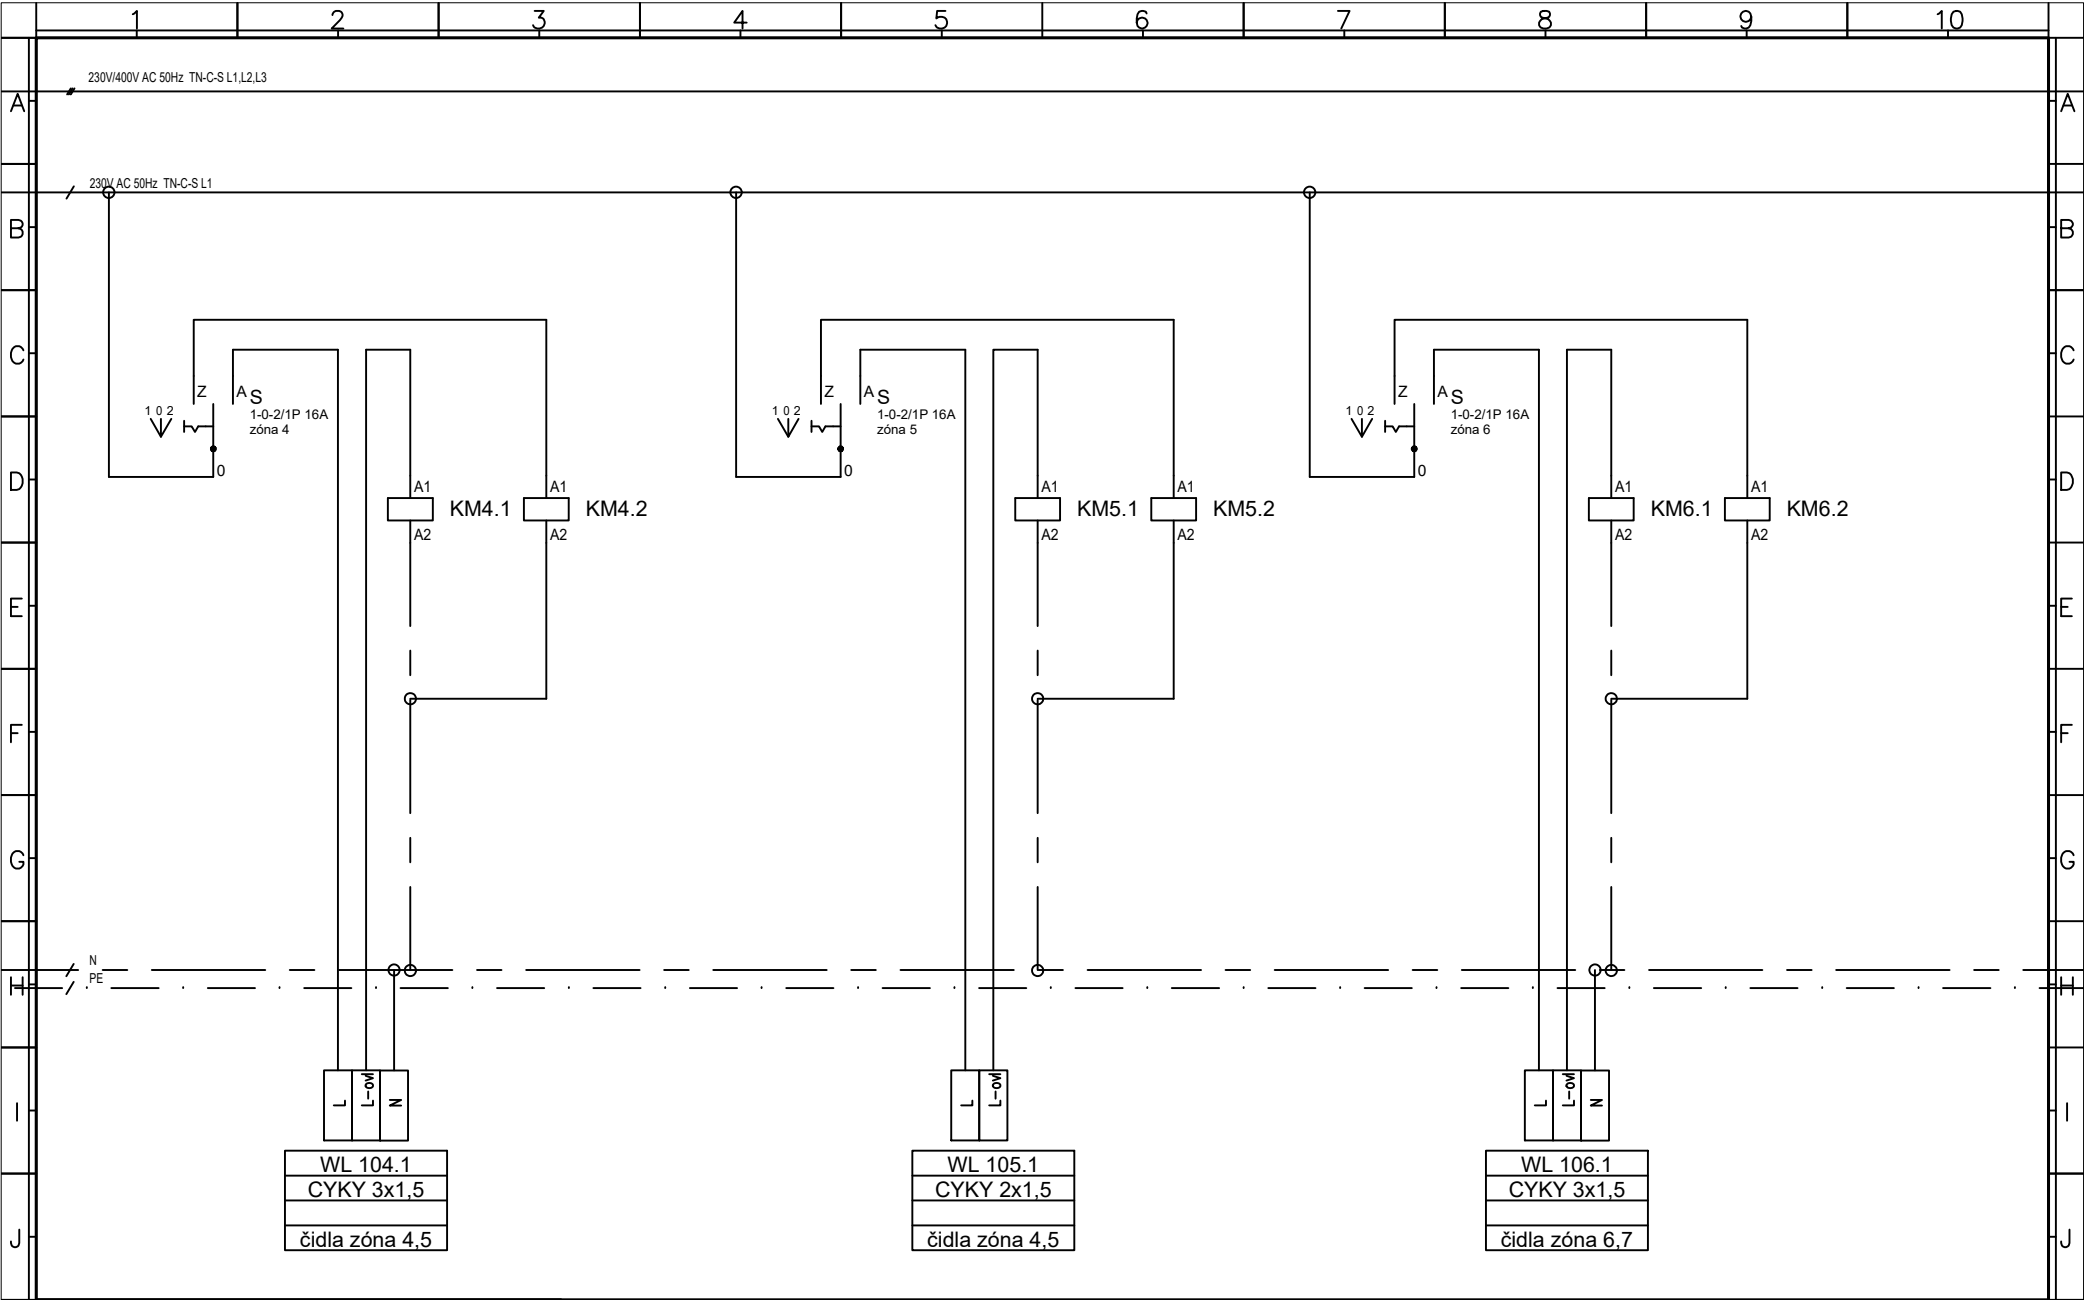 1 2 3 4 5 6 7 8 9 10
230V/400V AC 50Hz TN-C-S L1,L2,L3
A A
230V AC 50Hz TN-C-S L1
B B
C C
Z A S Z A S Z A S
1 0 2 1-0-2/1P 16A 1 0 2 1-0-2/1P 16A 1 0 2 1-0-2/1P 16A
zóna 4 zóna 5 zóna 6
0 0 0
D D
A1 A1 A1 A1 A1 A1
KM4.1 KM4.2 KM5.1 KM5.2 KM6.1 KM6.2
A2 A2 A2 A2 A2 A2
E E
F F
G G
N
PE
H H
L L-ovl N L L-ovl L L-ovl N
I I
WL 104.1 WL 105.1 WL 106.1
CYKY 3x1,5 CYKY 2x1,5 CYKY 3x1,5
čidla zóna 4,5 čidla zóna 4,5 čidla zóna 6,7
J J